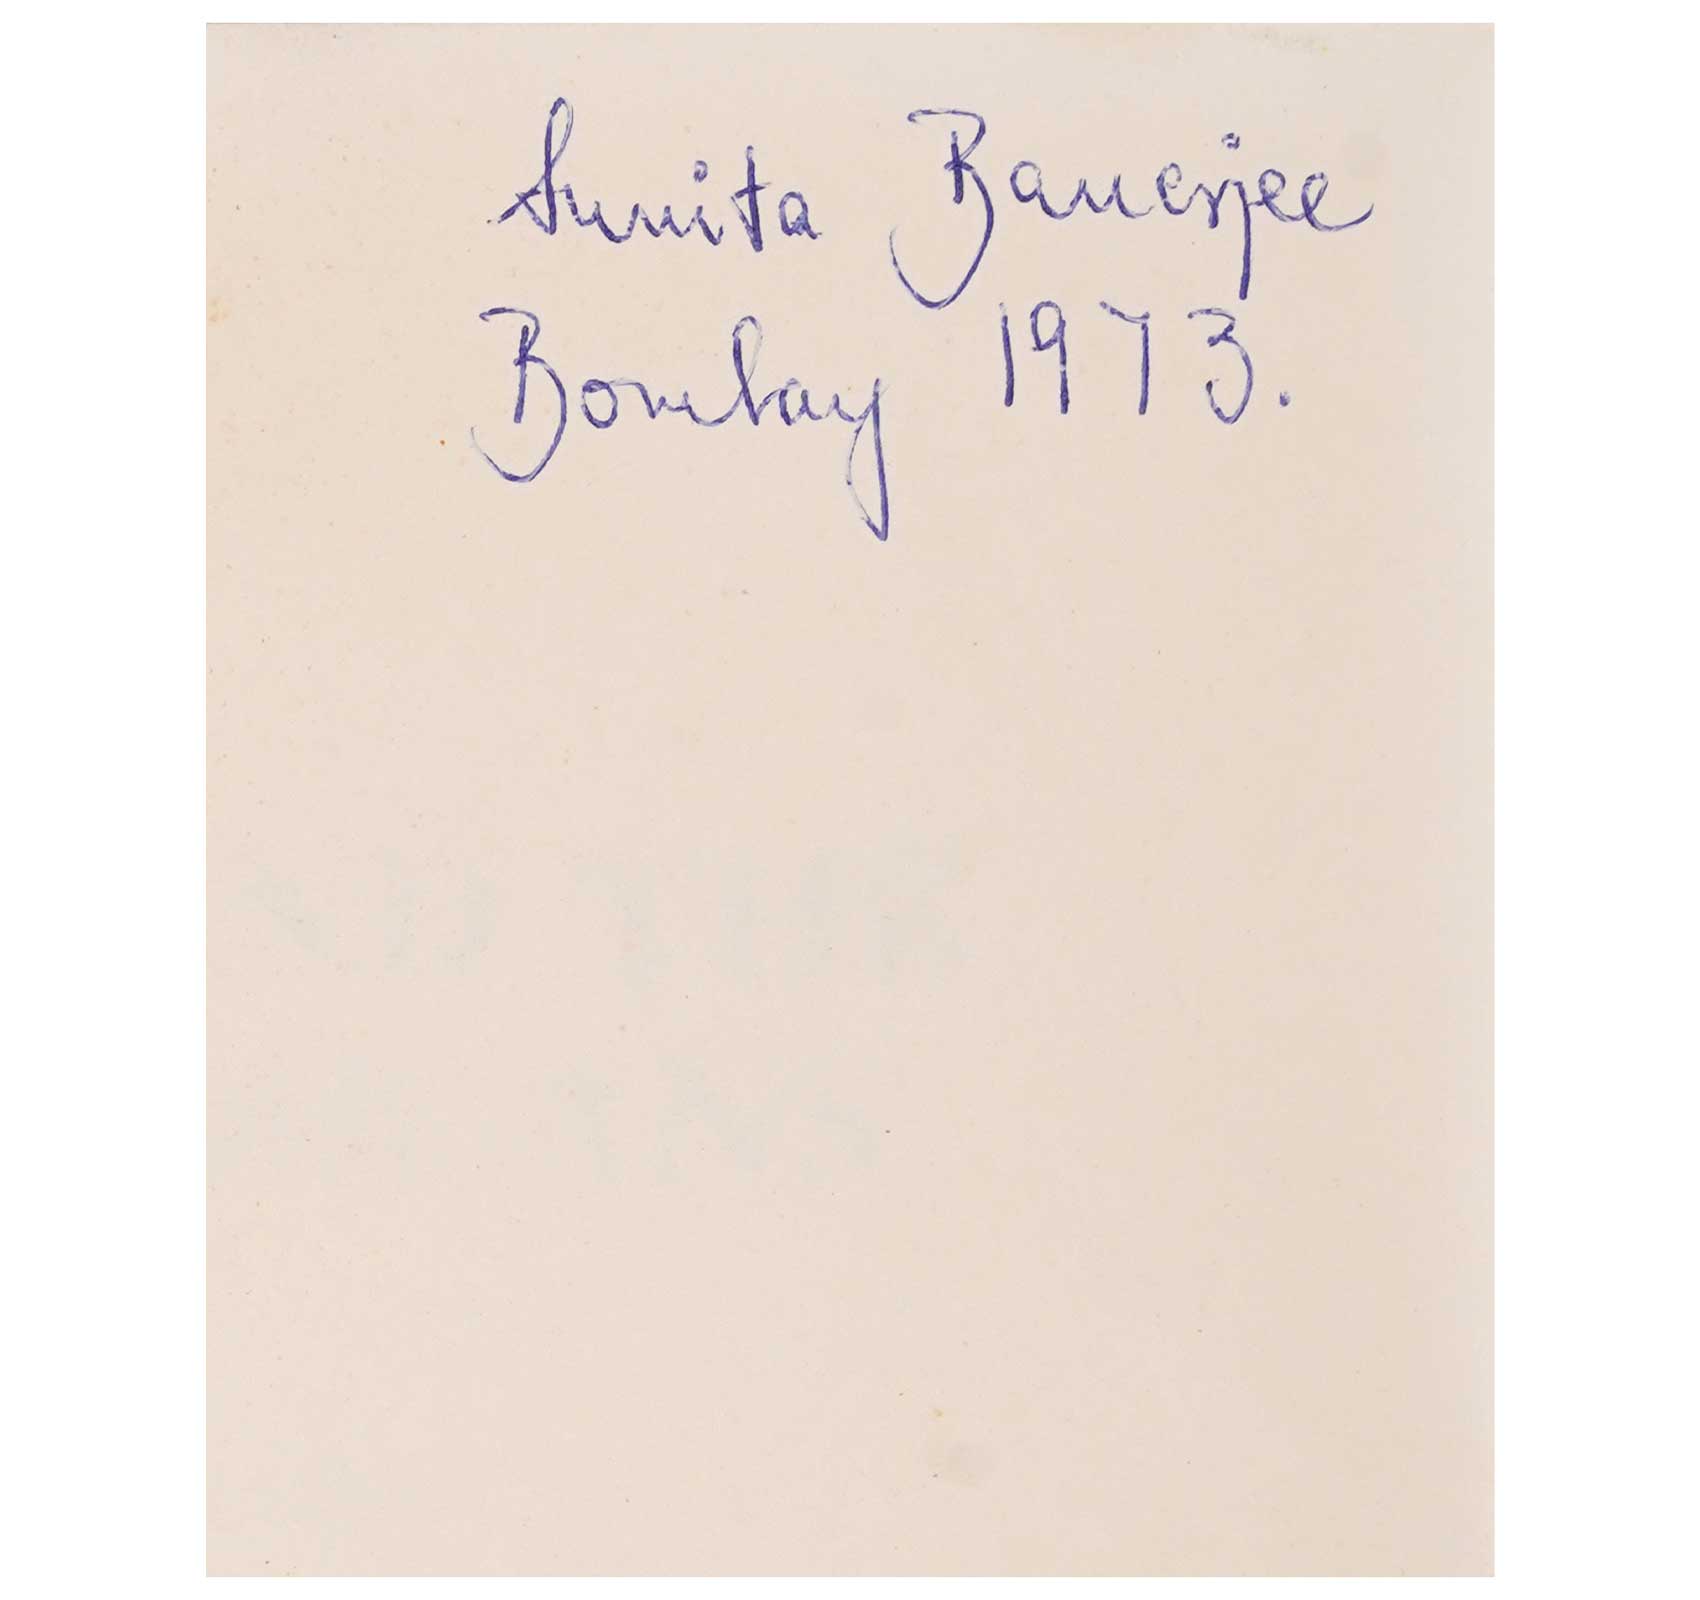 Sunita Banerjee
Bombay 1973.